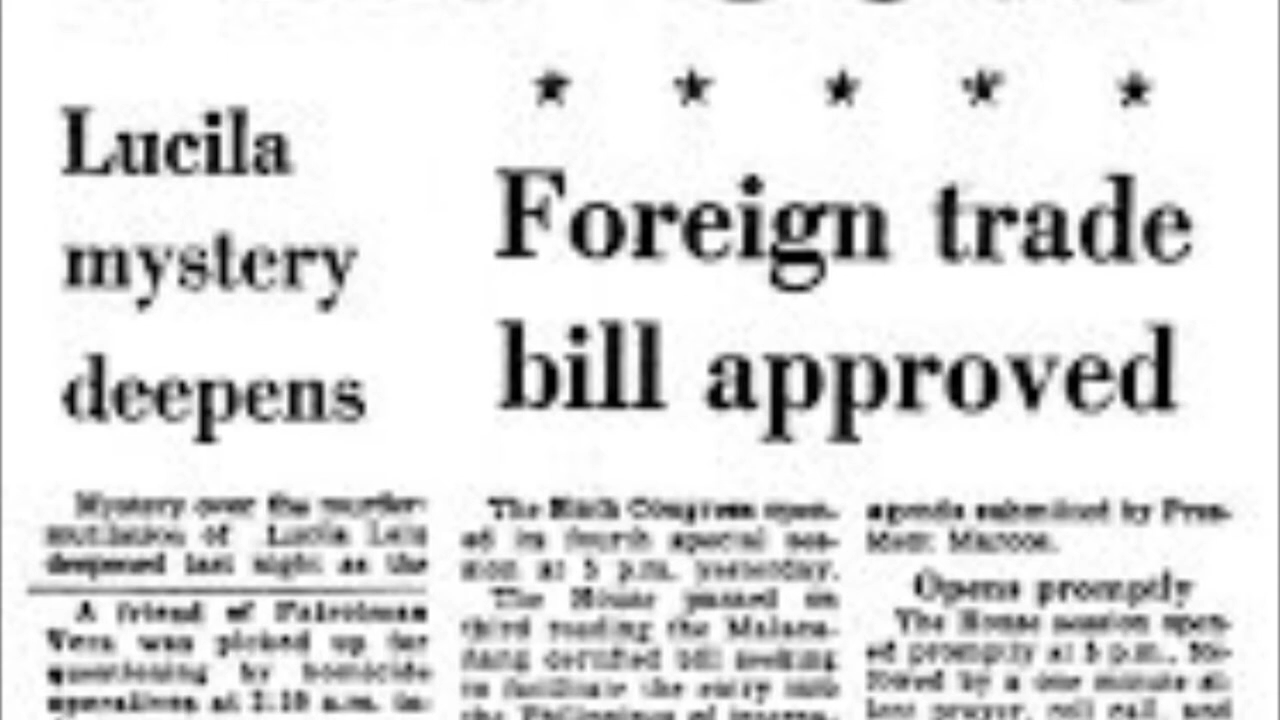 Lucila
mystery
deepens
Mystery over the murder-
mutilation of Lucila Lalu
deepened last night as the
A friend of Patrolman
Vera was picked up for
questioning by homicide
operatives at 2:10 a.m.
Foreign trade
bill approved
The Sixth Congress open-
ed its fourth special ses-
sion at 5 p.m. yesterday.
The House passed on
third reading the Malaca-
ñang certified bill seeking
to facilitate the entry into
the Philippines of
agenda submitted by Pres-
ident Marcos.
Opens promptly
The House session open-
ed promptly at 5 p.m., fol-
lowed by a one minute si-
lent prayer, roll call, and